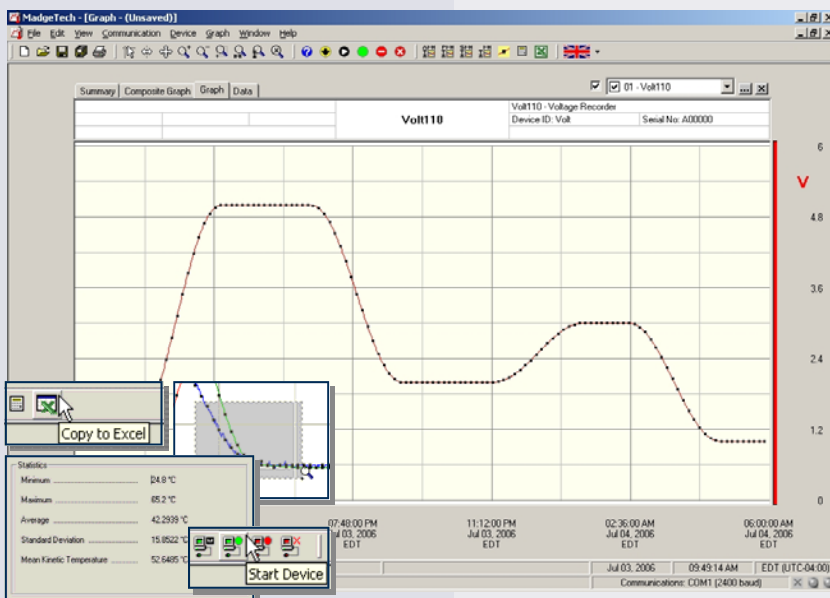 MadgeTech - [Graph - (Unsaved)]
File Edit View Communication Device Graph Window Help
Summary Composite Graph Graph Data
01 - Volt110
Volt110
Volt110 - Voltage Recorder
Device ID: Volt Serial No: A00000
6
V
4.8
3.6
2.4
1.2
0
Copy to Excel
Statistics
Minimum 24.8 °C
Maximum 65.2 °C
Average 42.2939 °C
Standard Deviation 15.8522 °C
Mean Kinetic Temperature 52.6485 °C
Start Device
07:48:00 PM 11:12:00 PM 02:36:00 AM 06:00:00 AM
Jul 03, 2006 Jul 03, 2006 Jul 04, 2006 Jul 04, 2006
EDT EDT EDT EDT
Jul 03, 2006 09:49:14 AM EDT (UTC-04:00)
Communications: COM1 (2400 baud)